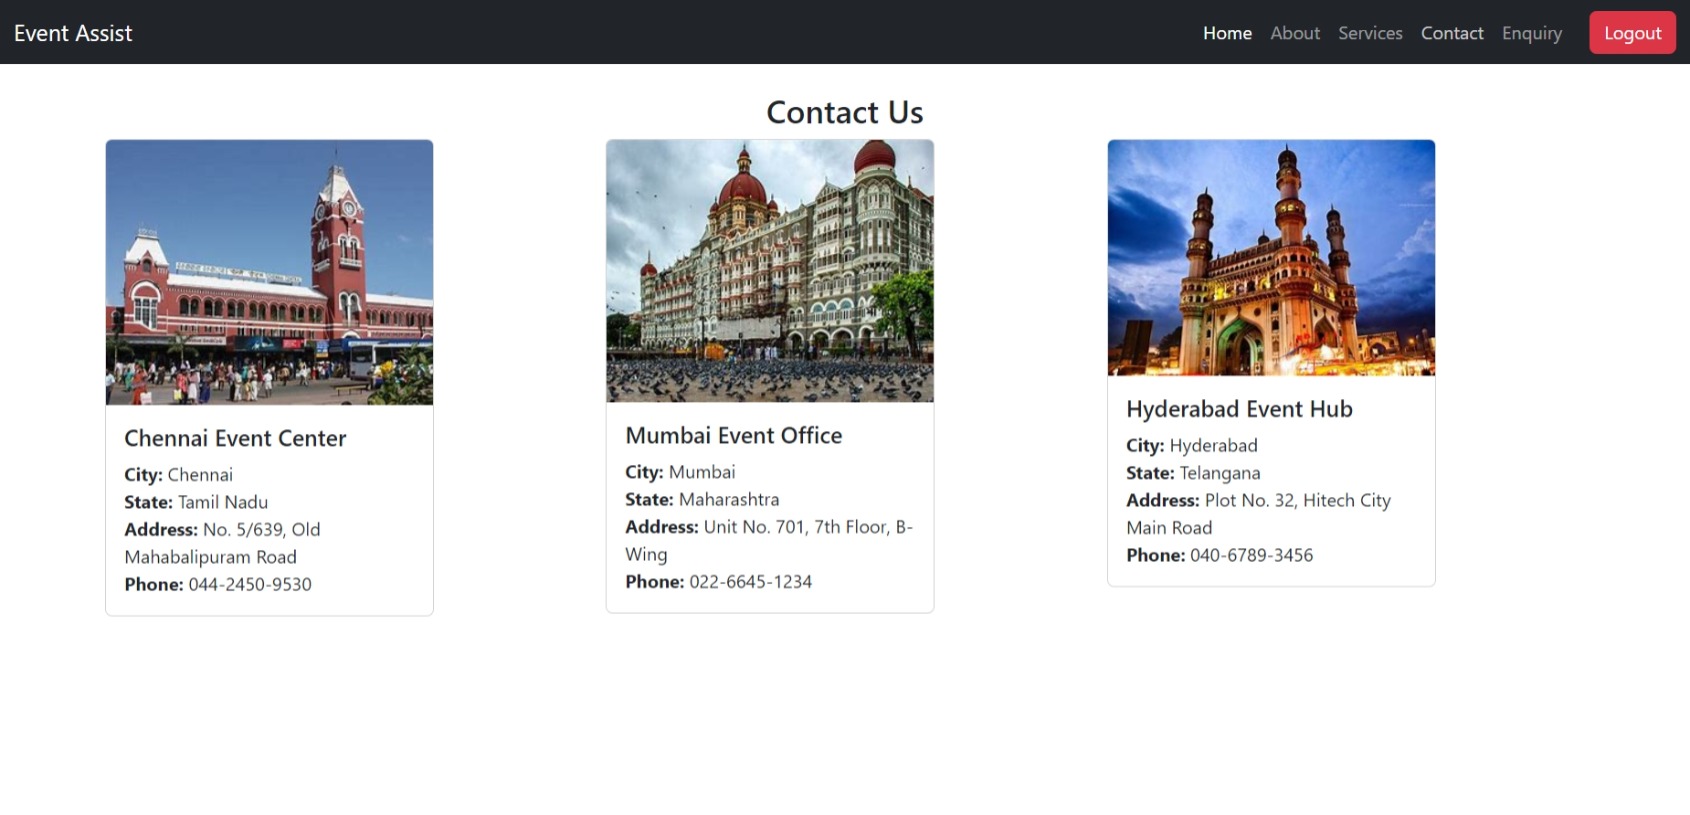 Event Assist
Home About Services Contact Enquiry Logout
Contact Us
Chennai Event Center
City: Chennai
State: Tamil Nadu
Address: No. 5/639, Old
Mahabalipuram Road
Phone: 044-2450-9530
Mumbai Event Office
City: Mumbai
State: Maharashtra
Address: Unit No. 701, 7th Floor, B-
Wing
Phone: 022-6645-1234
Hyderabad Event Hub
City: Hyderabad
State: Telangana
Address: Plot No. 32, Hitech City
Main Road
Phone: 040-6789-3456